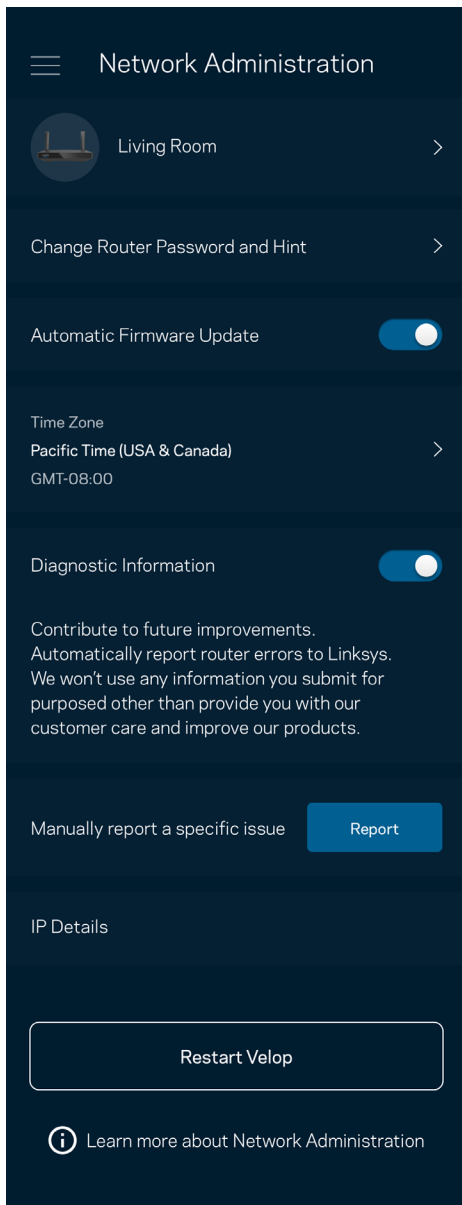 Network Administration
Living Room
Change Router Password and Hint
Automatic Firmware Update
Time Zone
Pacific Time (USA & Canada)
GMT-08:00
Diagnostic Information
Contribute to future improvements.
Automatically report router errors to Linksys.
We won't use any information you submit for
purposed other than provide you with our
customer care and improve our products.
Manually report a specific issue
Report
IP Details
Restart Velop
Learn more about Network Administration